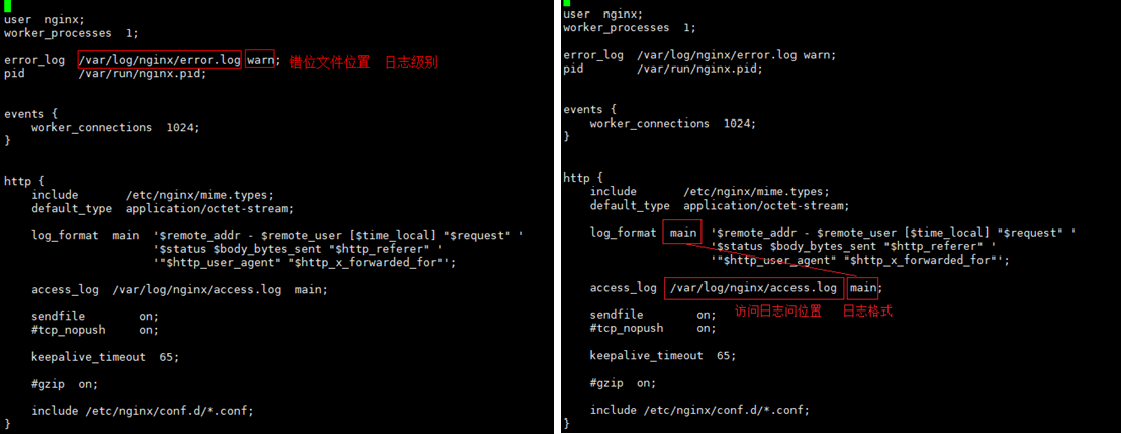 user  nginx;
worker_processes  1;
error_log  /var/log/nginx/error.log warn; 错位文件位置 日志级别
pid        /var/run/nginx.pid;
events {
    worker_connections  1024;
}
http {
    include       /etc/nginx/mime.types;
    default_type  application/octet-stream;
    log_format  main  '$remote_addr - $remote_user [$time_local] "$request" '
                      '$status $body_bytes_sent "$http_referer" '
                      '"$http_user_agent" "$http_x_forwarded_for"';
    access_log  /var/log/nginx/access.log  main;
    sendfile        on;
    #tcp_nopush     on;
    keepalive_timeout  65;
    #gzip  on;
    include /etc/nginx/conf.d/*.conf;
}
user  nginx;
worker_processes  1;
error_log  /var/log/nginx/error.log warn;
pid        /var/run/nginx.pid;
events {
    worker_connections  1024;
}
http {
    include       /etc/nginx/mime.types;
    default_type  application/octet-stream;
    log_format  main  '$remote_addr - $remote_user [$time_local] "$request" '
                      '$status $body_bytes_sent "$http_referer" '
                      '"$http_user_agent" "$http_x_forwarded_for"';
    access_log  /var/log/nginx/access.log  main;
访问日志问位置 日志格式
    sendfile        on;
    #tcp_nopush     on;
    keepalive_timeout  65;
    #gzip  on;
    include /etc/nginx/conf.d/*.conf;
}